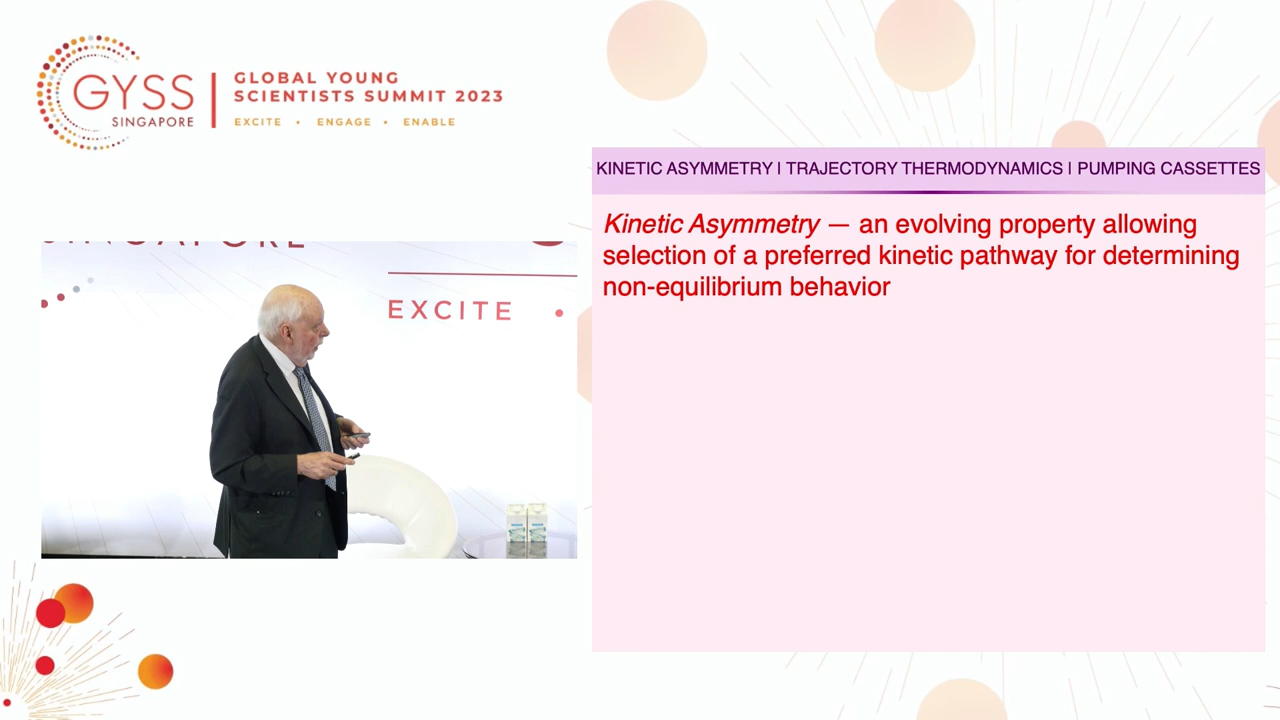 GYSS
SINGAPORE
GLOBAL YOUNG
SCIENTISTS SUMMIT 2023
EXCITE • ENGAGE • ENABLE
KINETIC ASYMMETRY | TRAJECTORY THERMODYNAMICS | PUMPING CASSETTES
Kinetic Asymmetry — an evolving property allowing
selection of a preferred kinetic pathway for determining
non-equilibrium behavior
SINGAPORE
EXCITE •